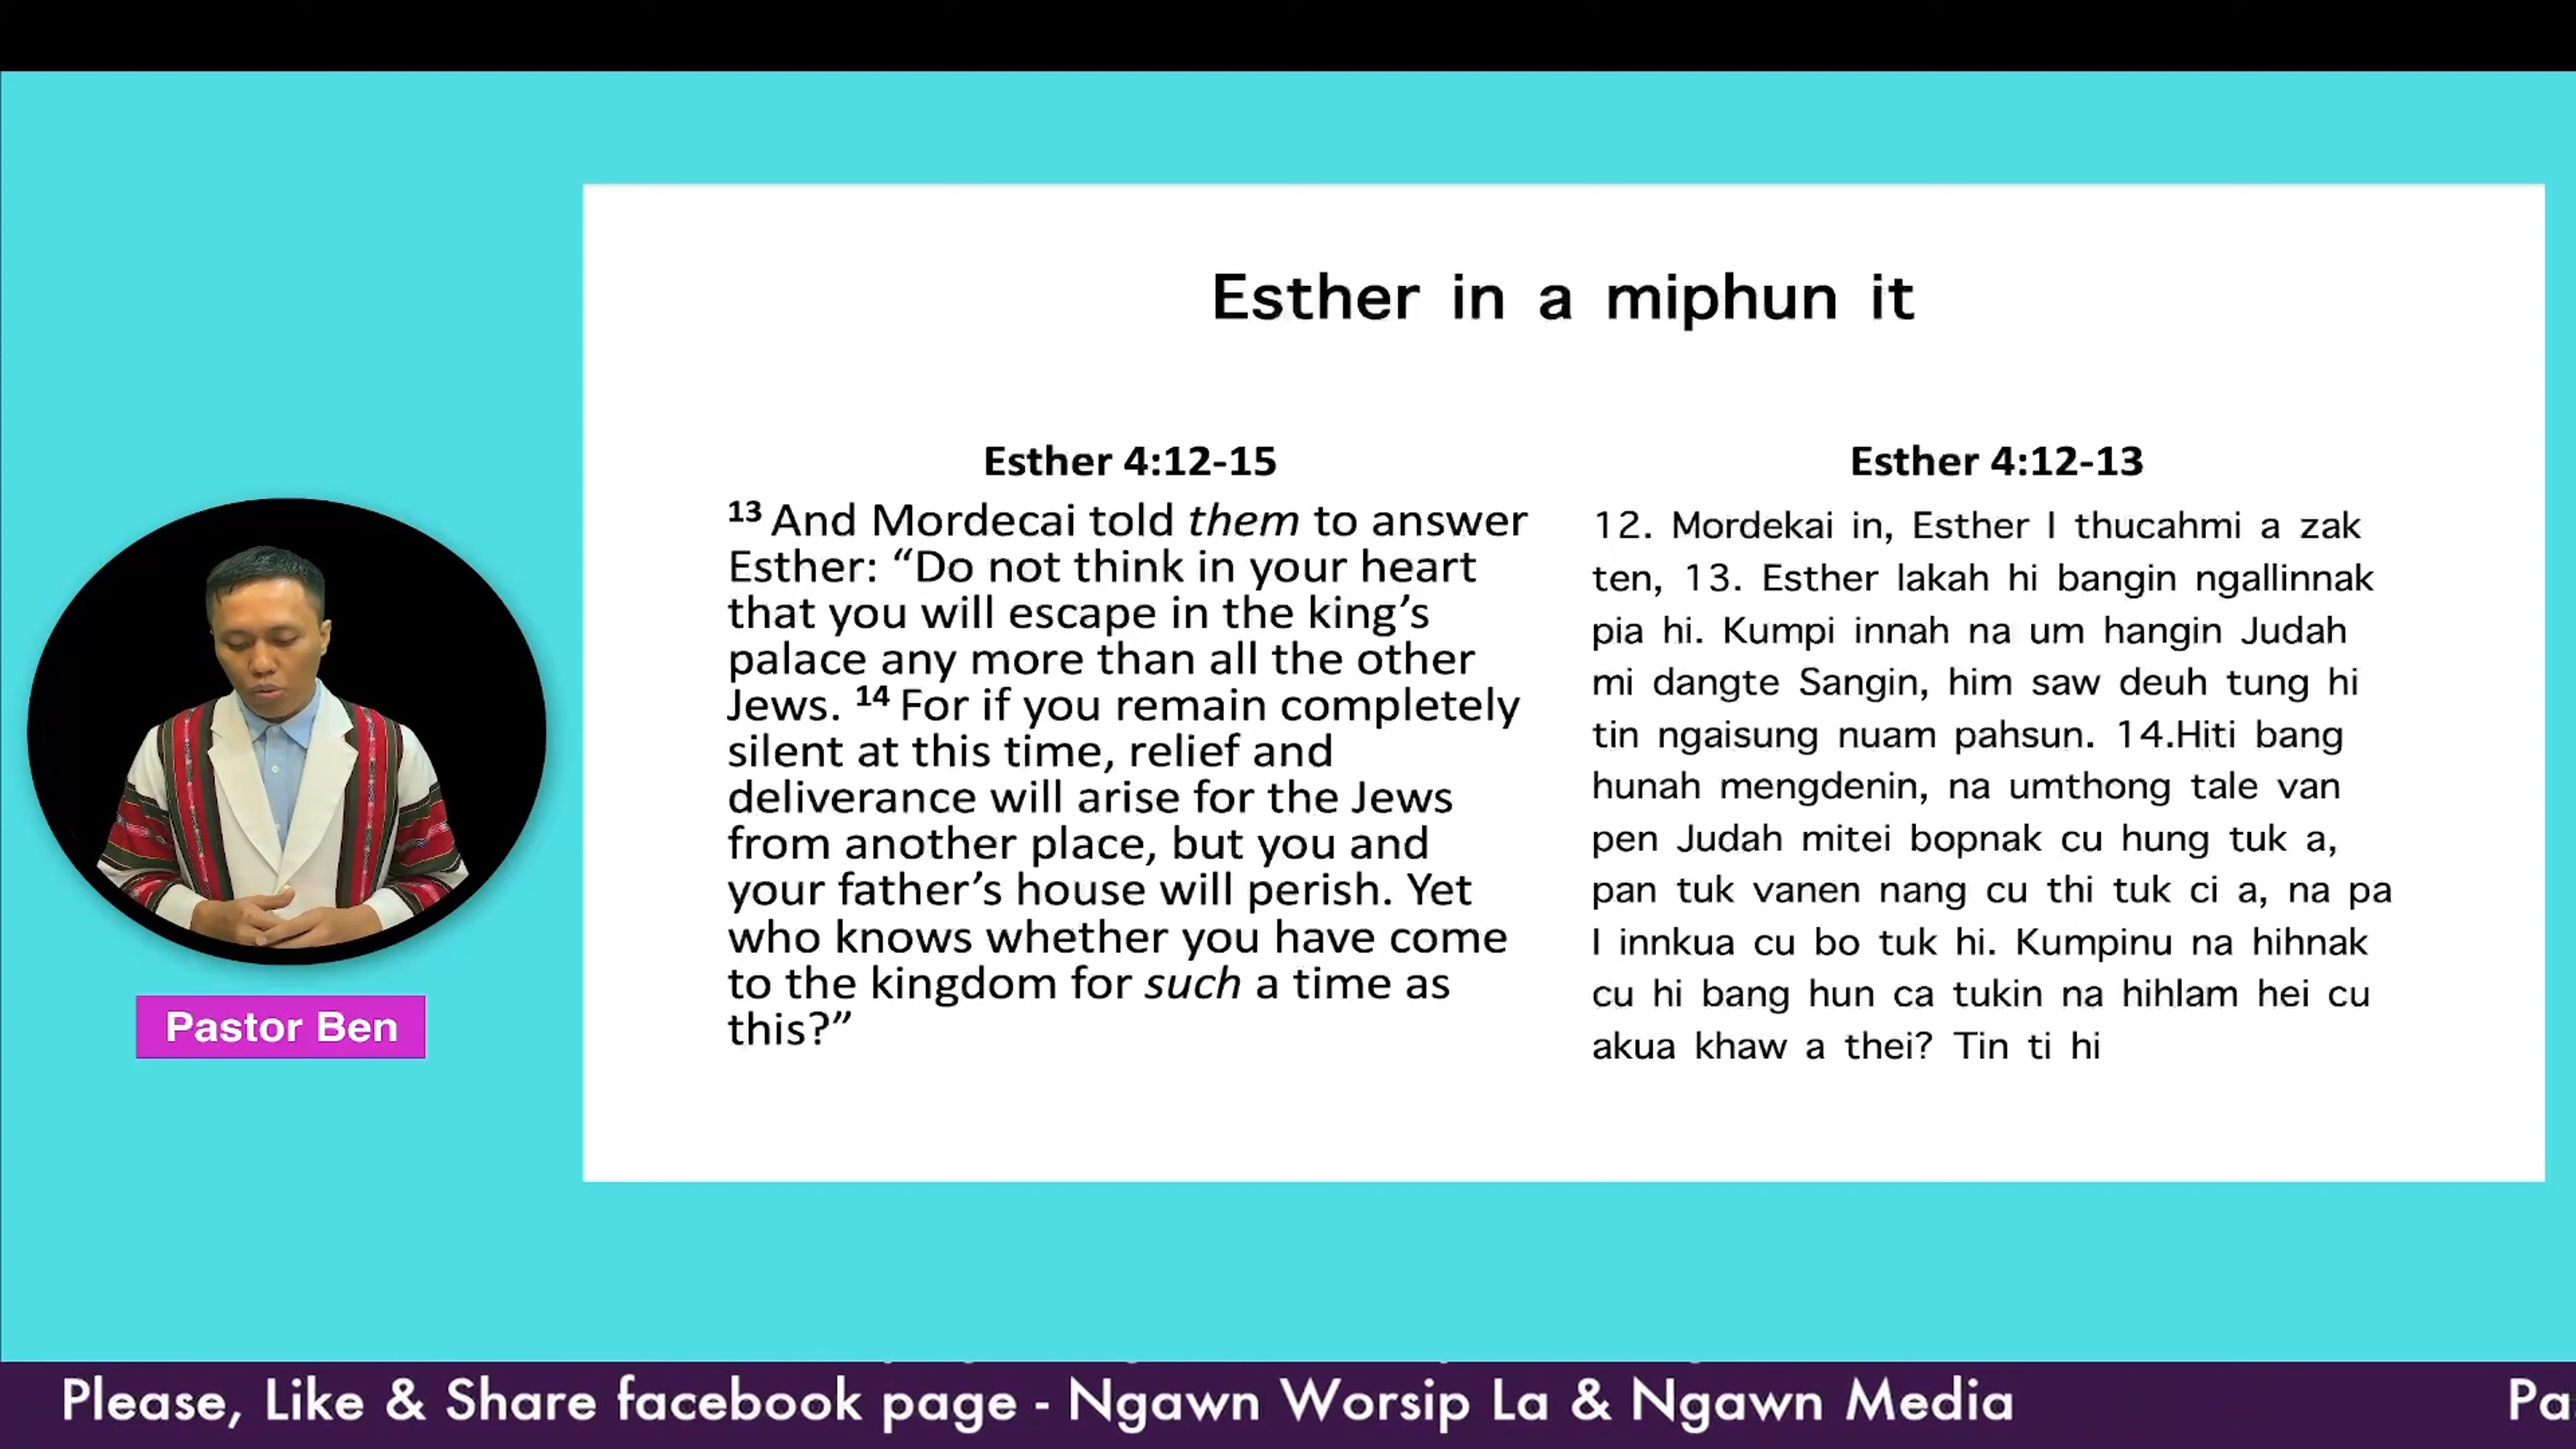 Esther in a miphun it
Esther 4:12-15
13 And Mordecai told them to answer
Esther: “Do not think in your heart
that you will escape in the king’s
palace any more than all the other
Jews. 14 For if you remain completely
silent at this time, relief and
deliverance will arise for the Jews
from another place, but you and
your father’s house will perish. Yet
who knows whether you have come
to the kingdom for such a time as
this?”
Esther 4:12-13
12. Mordekai in, Esther I thucahmi a zak
ten, 13. Esther lakah hi bangin ngallinnak
pia hi. Kumpi innah na um hangin Judah
mi dangte Sangin, him saw deuh tung hi
tin ngaisung nuam pahsun. 14.Hiti bang
hunah mengdenin, na umthong tale van
pen Judah mitei bopnak cu hung tuk a,
pan tuk vanen nang cu thi tuk ci a, na pa
I innkua cu bo tuk hi. Kumpinu na hihnak
cu hi bang hun ca tukin na hihlam hei cu
akua khaw a thei? Tin ti hi
Pastor Ben
Please, Like & Share facebook page - Ngawn Worsip La & Ngawn Media